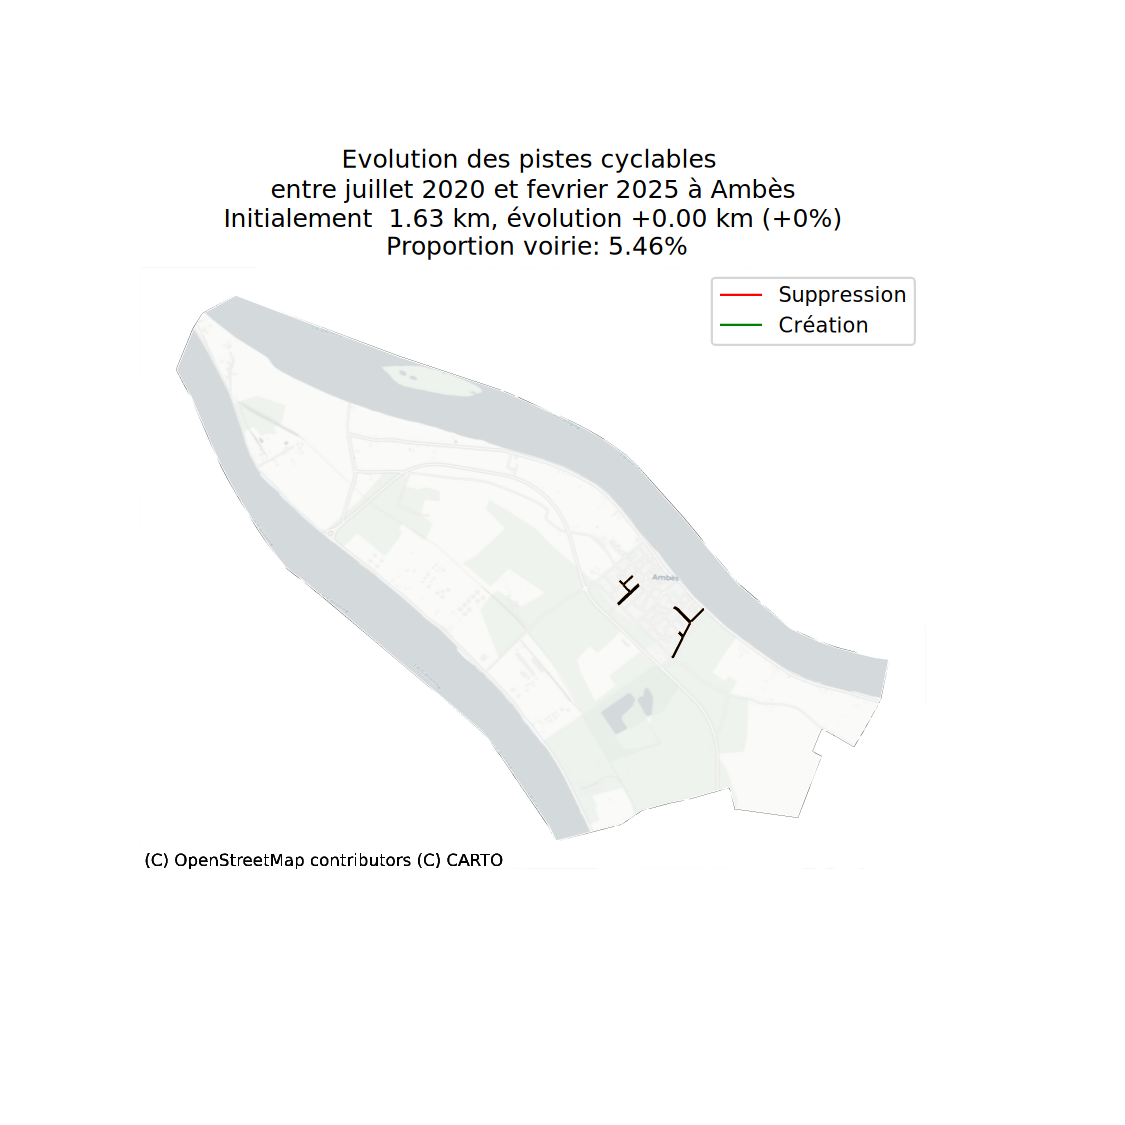 Evolution des pistes cyclables
entre juillet 2020 et fevrier 2025 à Ambès
Initialement  1.63 km, évolution +0.00 km (+0%)
Proportion voirie: 5.46%
Suppression
Création
Ambès
(C) OpenStreetMap contributors (C) CARTO